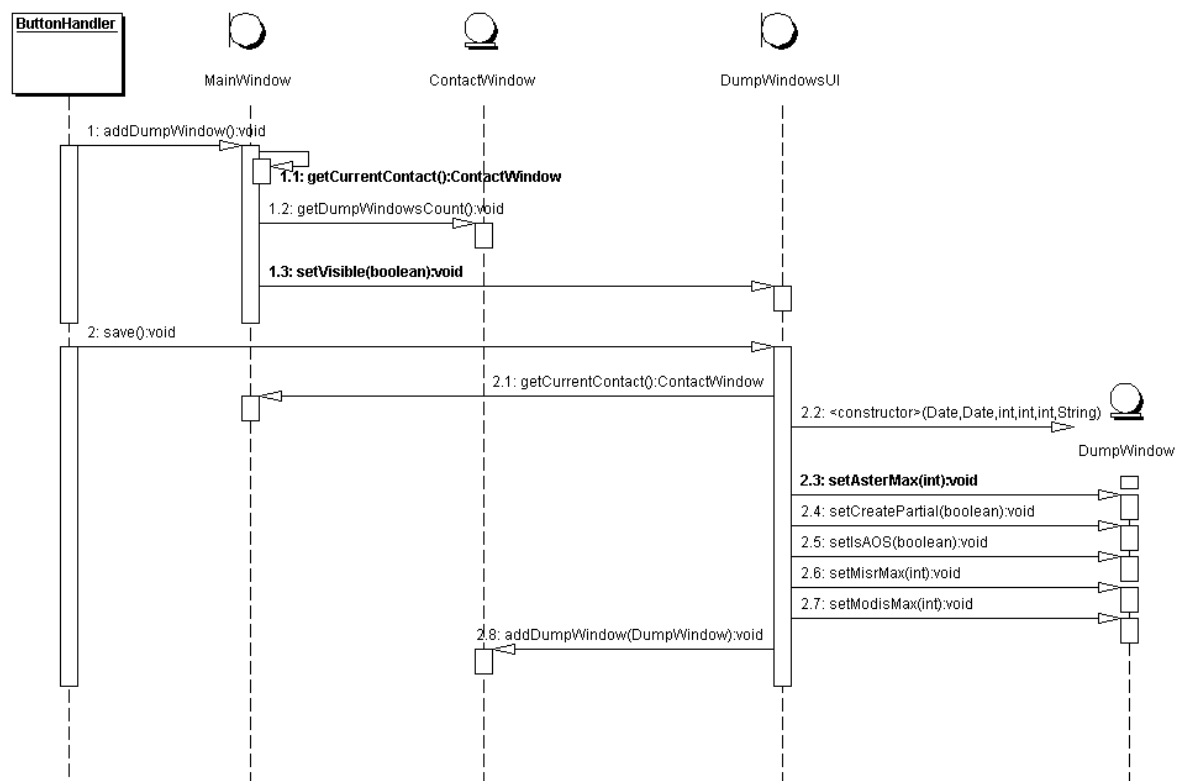 ButtonHandler
MainWindow
ContactWindow
DumpWindowsUI
1: addDumpWindow():void
1.1: getCurrentContact():ContactWindow
1.2: getDumpWindowsCount():void
1.3: setVisible(boolean):void
2: save():void
2.1: getCurrentContact():ContactWindow
2.2: <constructor>(Date,Date,int,int,int,String)
DumpWindow
2.3: setAsterMax(int):void
2.4: setCreatePartial(boolean):void
2.5: setIsAOS(boolean):void
2.6: setMisrMax(int):void
2.7: setModisMax(int):void
2.8: addDumpWindow(DumpWindow):void